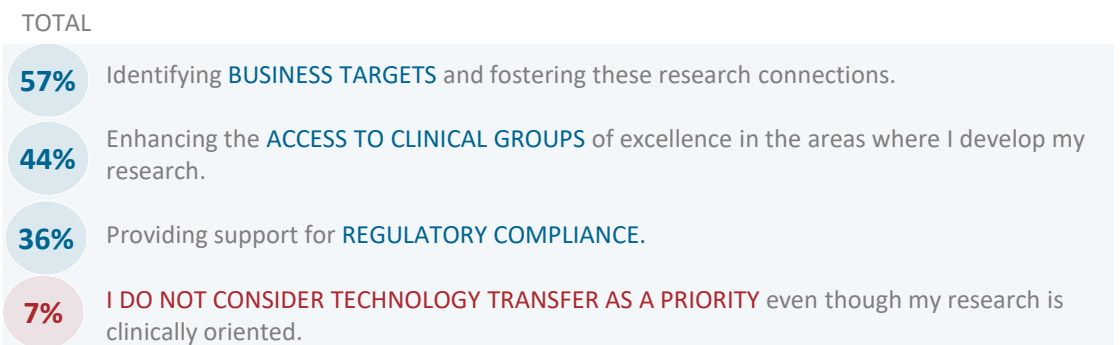 TOTAL
57% Identifying BUSINESS TARGETS and fostering these research connections.
44% Enhancing the ACCESS TO CLINICAL GROUPS of excellence in the areas where I develop my
research.
36% Providing support for REGULATORY COMPLIANCE.
7% I DO NOT CONSIDER TECHNOLOGY TRANSFER AS A PRIORITY even though my research is
clinically oriented.